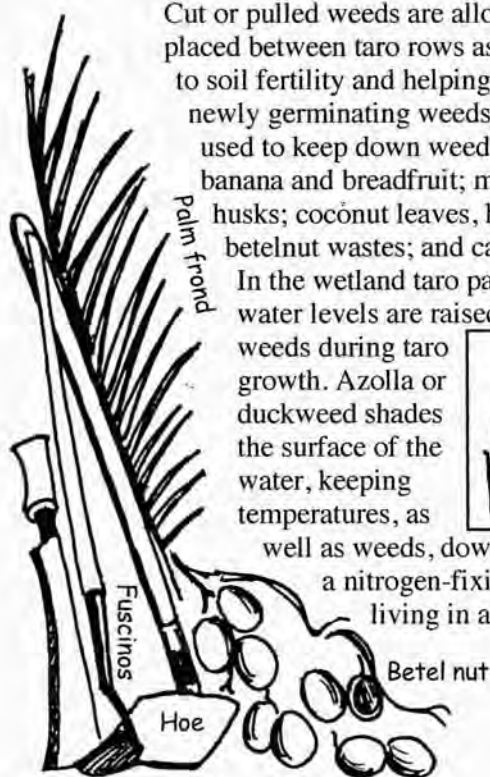 Cut or pulled weeds are allo
placed between taro rows as
to soil fertility and helping
newly germinating weeds
used to keep down weed
banana and breadfruit; m
husks; coconut leaves, h
betelnut wastes; and ca
In the wetland taro pa
water levels are raised
weeds during taro
growth. Azolla or
duckweed shades
the surface of the
water, keeping
temperatures, as
well as weeds, dow
a nitrogen-fixi
living in a
Palm frond
Fuscinos
Hoe
Betel nut